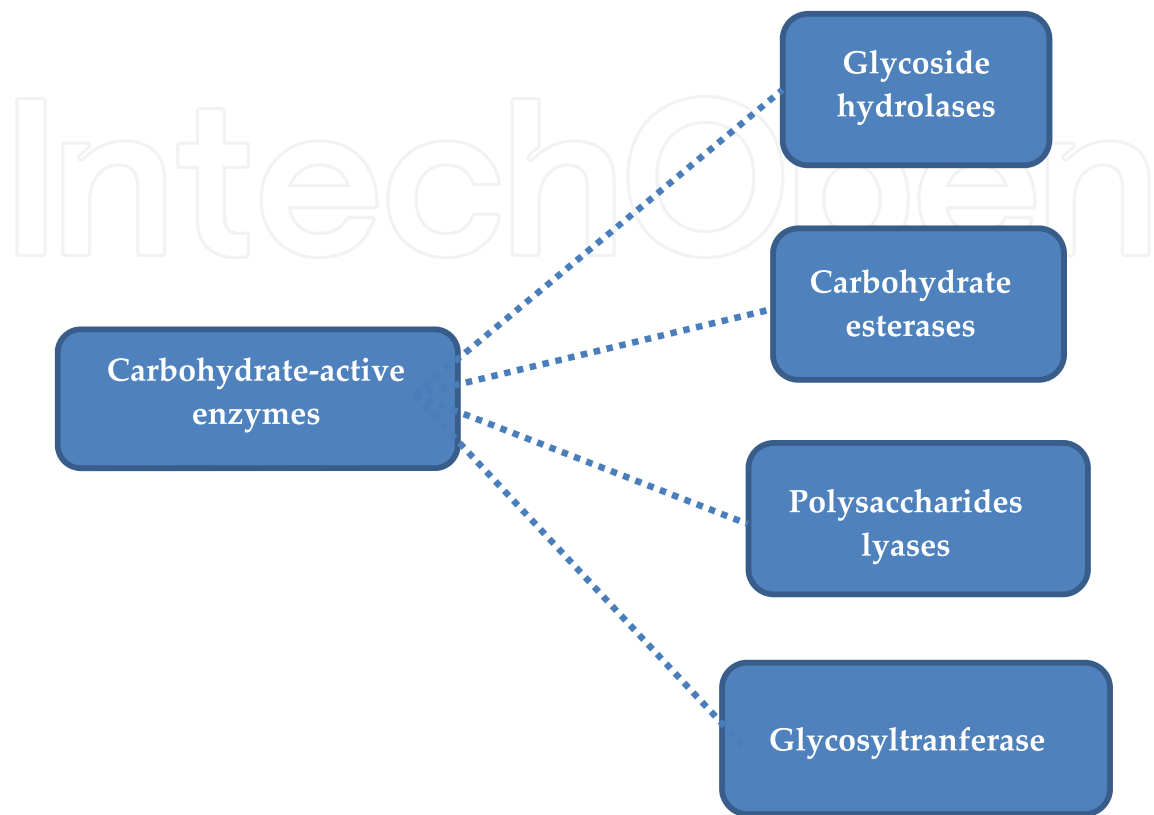 IntechOpen
Glycoside
hydrolases
Carbohydrate
esterases
Carbohydrate-active
enzymes
Polysaccharides
lyases
Glycosyltranferase